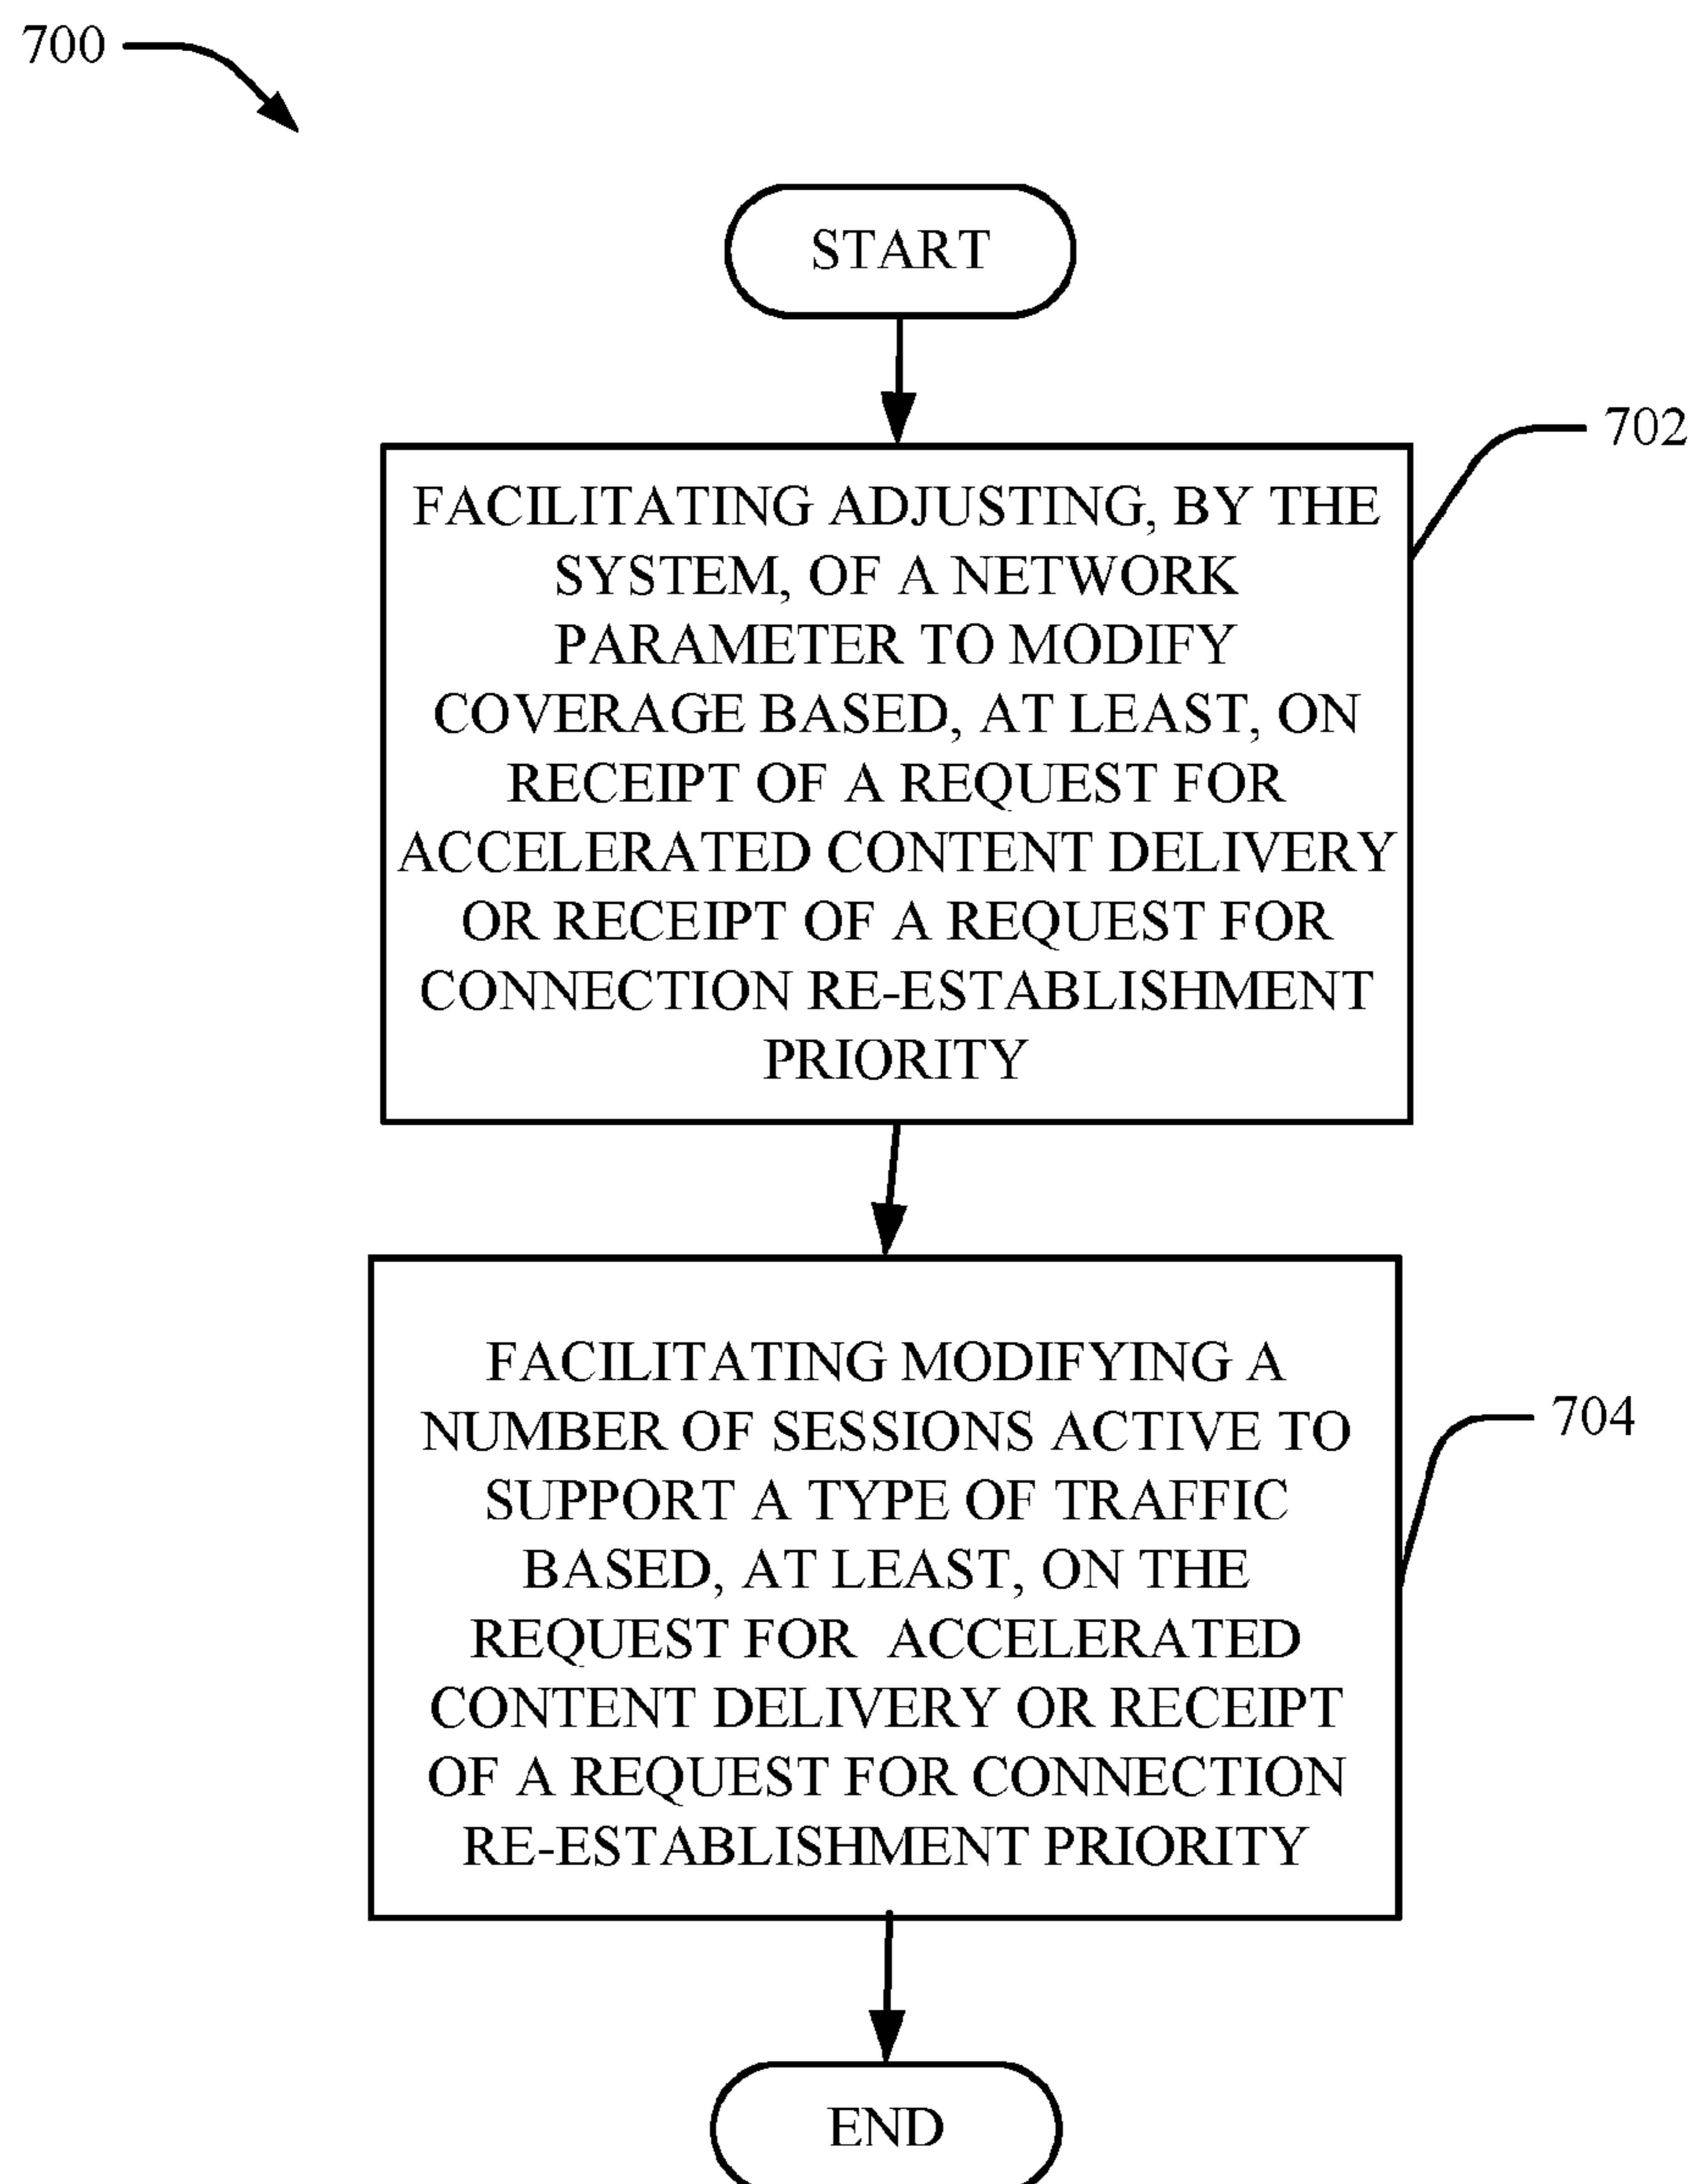 700
START
702
FACILITATING ADJUSTING, BY THE
SYSTEM, OF A NETWORK
PARAMETER TO MODIFY
COVERAGE BASED, AT LEAST, ON
RECEIPT OF A REQUEST FOR
ACCELERATED CONTENT DELIVERY
OR RECEIPT OF A REQUEST FOR
CONNECTION RE-ESTABLISHMENT
PRIORITY
704
FACILITATING MODIFYING A
NUMBER OF SESSIONS ACTIVE TO
SUPPORT A TYPE OF TRAFFIC
BASED, AT LEAST, ON THE
REQUEST FOR ACCELERATED
CONTENT DELIVERY OR RECEIPT
OF A REQUEST FOR CONNECTION
RE-ESTABLISHMENT PRIORITY
END